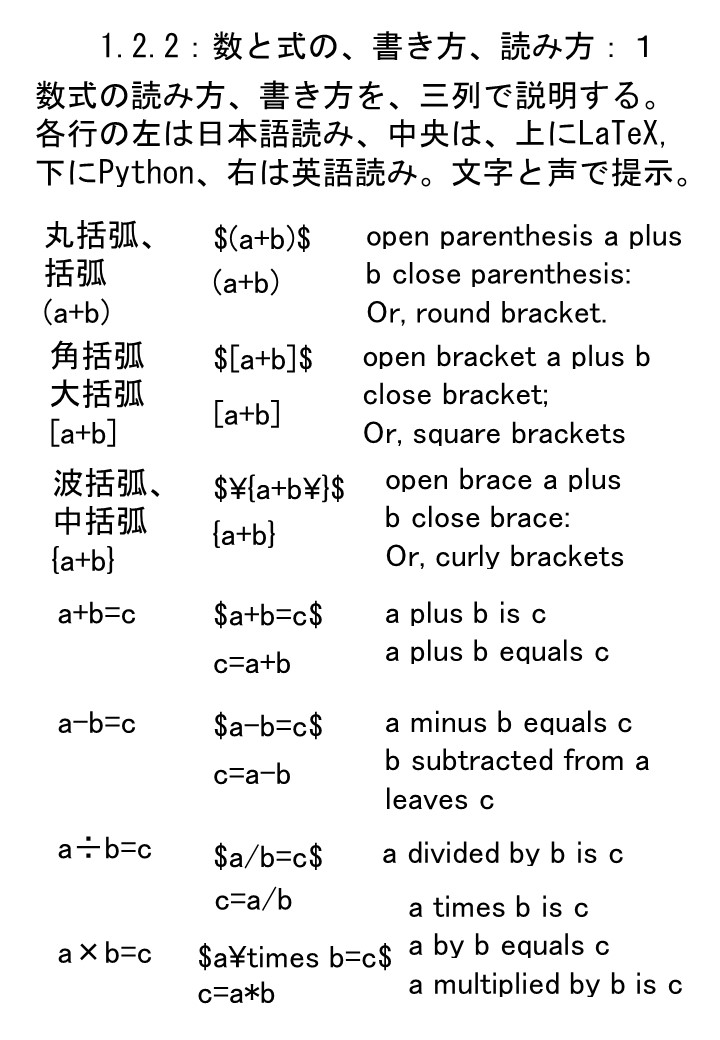 1.2.2：数と式の、書き方、読み方：１
数式の読み方、書き方を、三列で説明する。
各行の左は日本語読み、中央は、上にLaTeX,
下にPython、右は英語読み。文字と声で提示。
丸括弧、
括弧
(a+b)
$(a+b)$
(a+b)
open parenthesis a plus
b close parenthesis:
Or, round bracket.
角括弧
大括弧
[a+b]
$[a+b]$
[a+b]
open bracket a plus b
close bracket;
Or, square brackets
波括弧、
中括弧
{a+b}
$¥{a+b¥}$
{a+b}
open brace a plus
b close brace:
Or, curly brackets
a+b=c
$a+b=c$
c=a+b
a plus b is c
a plus b equals c
a−b=c
$a−b=c$
c=a−b
a minus b equals c
b subtracted from a
leaves c
a÷b=c
$a/b=c$
c=a/b
a divided by b is c
a×b=c
$a¥times b=c$
c=a*b
a times b is c
a by b equals c
a multiplied by b is c